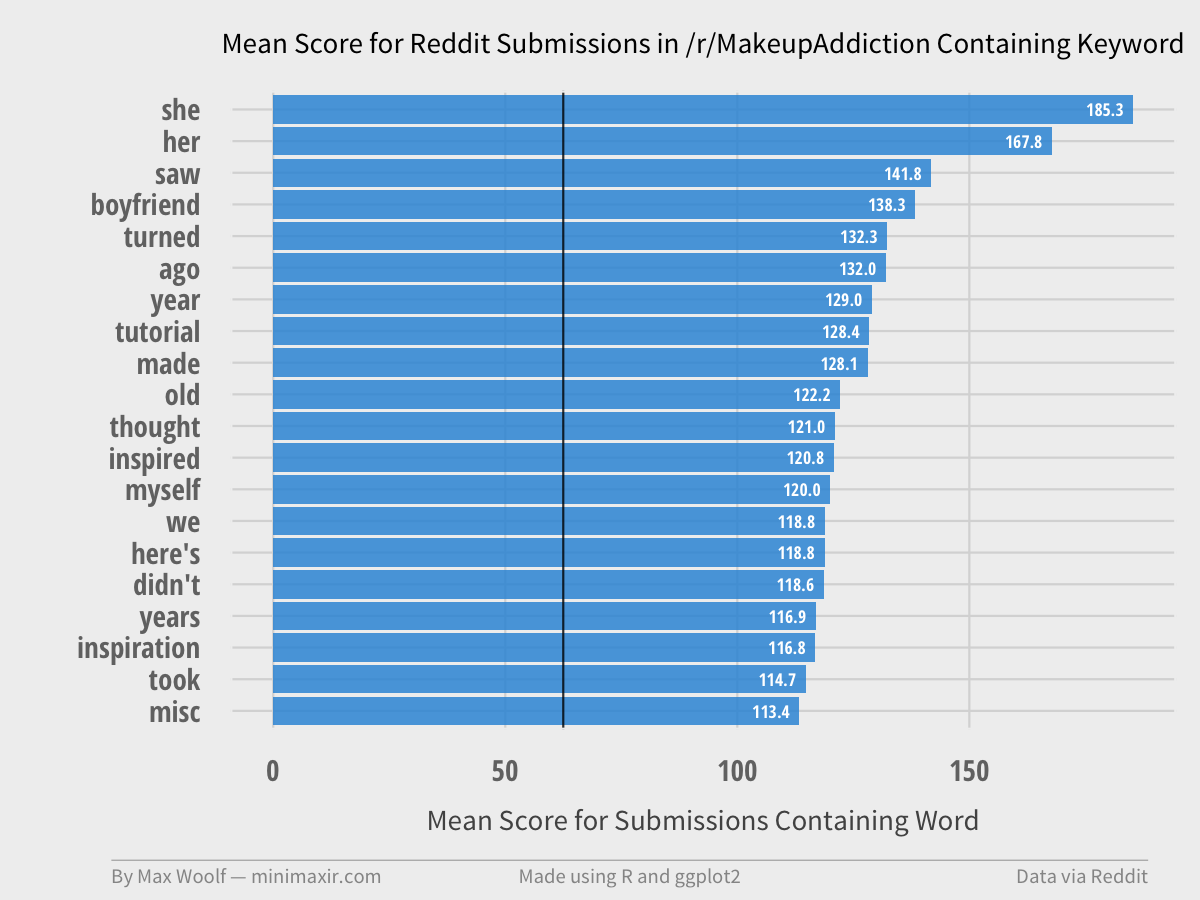 Mean Score for Reddit Submissions in /r/MakeupAddiction Containing Keyword
she 185.3
her 167.8
saw 141.8
boyfriend 138.3
turned 132.3
ago 132.0
year 129.0
tutorial 128.4
made 128.1
old 122.2
thought 121.0
inspired 120.8
myself 120.0
we 118.8
here's 118.8
didn't 118.6
years 116.9
inspiration 116.8
took 114.7
misc 113.4
0 50 100 150
Mean Score for Submissions Containing Word
By Max Woolf — minimaxir.com Made using R and ggplot2 Data via Reddit